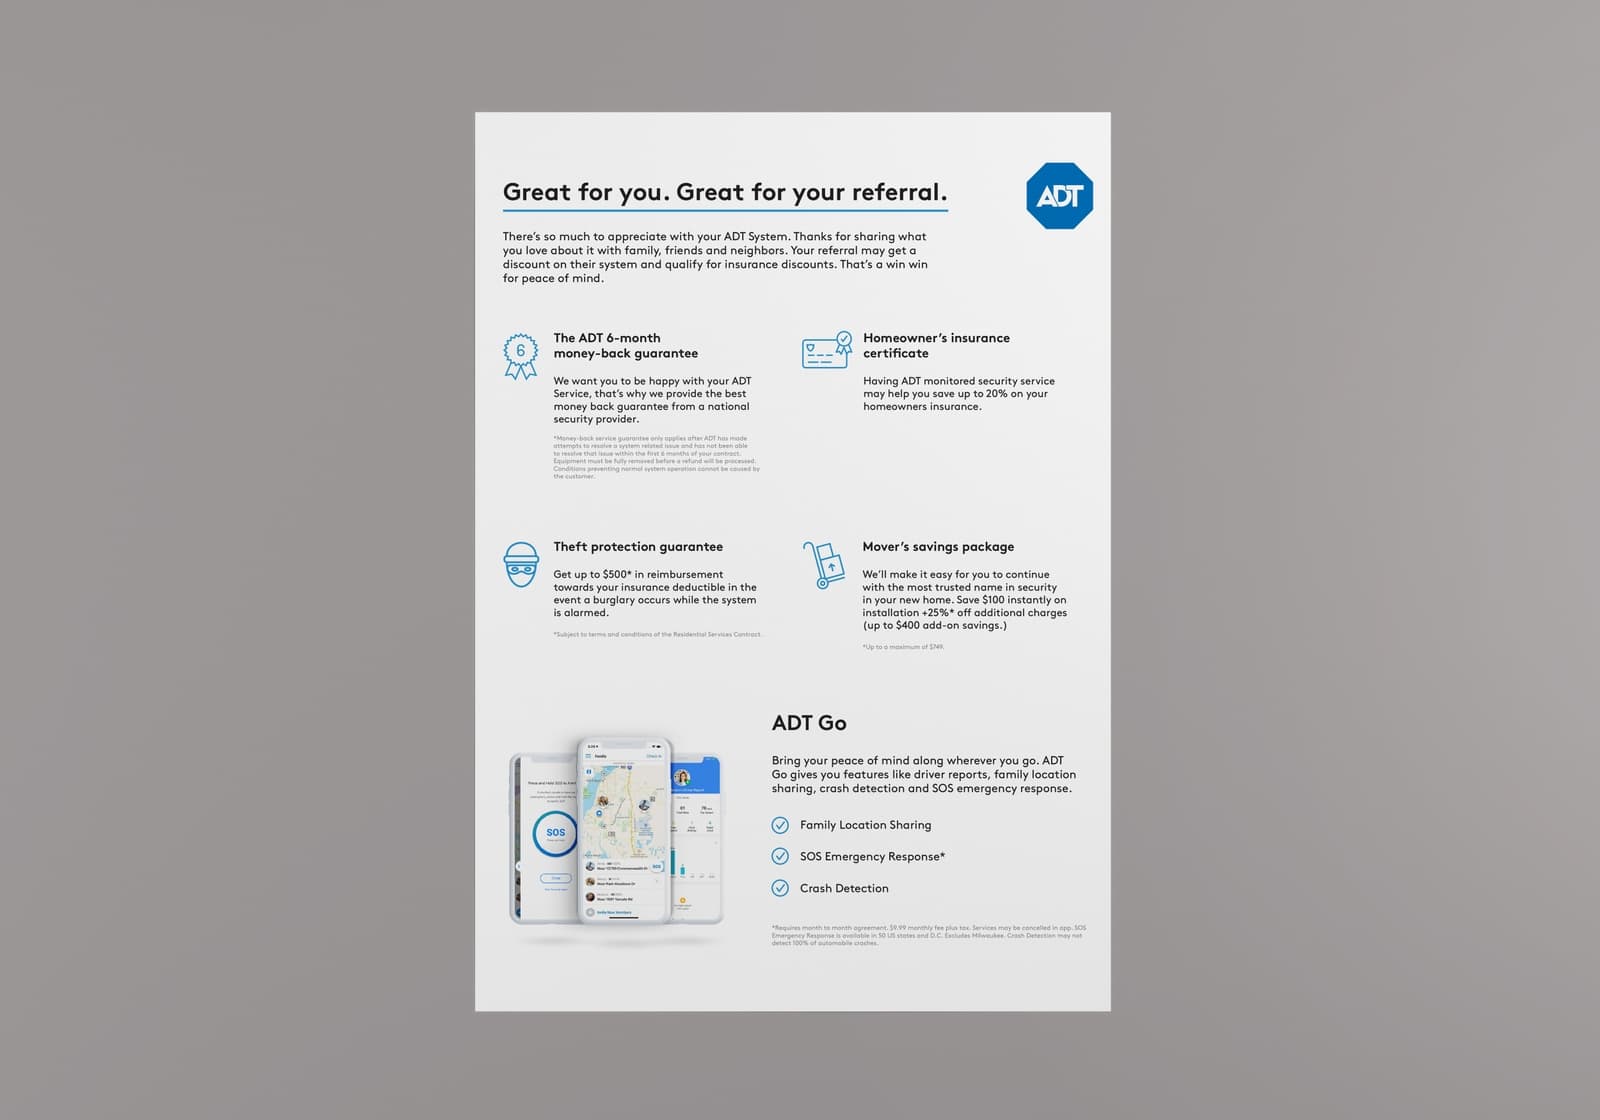 Great for you. Great for your referral.
ADT
There's so much to appreciate with your ADT System. Thanks for sharing what
you love about it with family, friends and neighbors. Your referral may get a
discount on their system and qualify for insurance discounts. That's a win win
for peace of mind.
6
The ADT 6-month
money-back guarantee
We want you to be happy with your ADT
Service, that's why we provide the best
money back guarantee from a national
security provider.
*Money-back service guarantee only applies after ADT has made
attempts to resolve a system related issue and has not been able
to resolve that issue within the first 6 months of your contract.
Equipment must be fully removed before a refund will be processed.
Conditions preventing normal system operation cannot be caused by
the customer.
Homeowner's insurance
certificate
Having ADT monitored security service
may help you save up to 20% on your
homeowners insurance.
Theft protection guarantee
Get up to $500* in reimbursement
towards your insurance deductible in the
event a burglary occurs while the system
is alarmed.
*Subject to terms and conditions of the Residential Services Contract.
Mover's savings package
We'll make it easy for you to continue
with the most trusted name in security
in your new home. Save $100 instantly on
installation +25%* off additional charges
(up to $400 add-on savings.)
*Up to a maximum of $749.
SOS
SOS
ADT Go
Bring your peace of mind along wherever you go. ADT
Go gives you features like driver reports, family location
sharing, crash detection and SOS emergency response.
Family Location Sharing
SOS Emergency Response*
Crash Detection
*Requires month to month agreement. $9.99 monthly fee plus tax. Services may be cancelled in app. SOS
Emergency Response is available in 50 US states and D.C. Excludes Milwaukee. Crash Detection may not
detect 100% of automobile crashes.